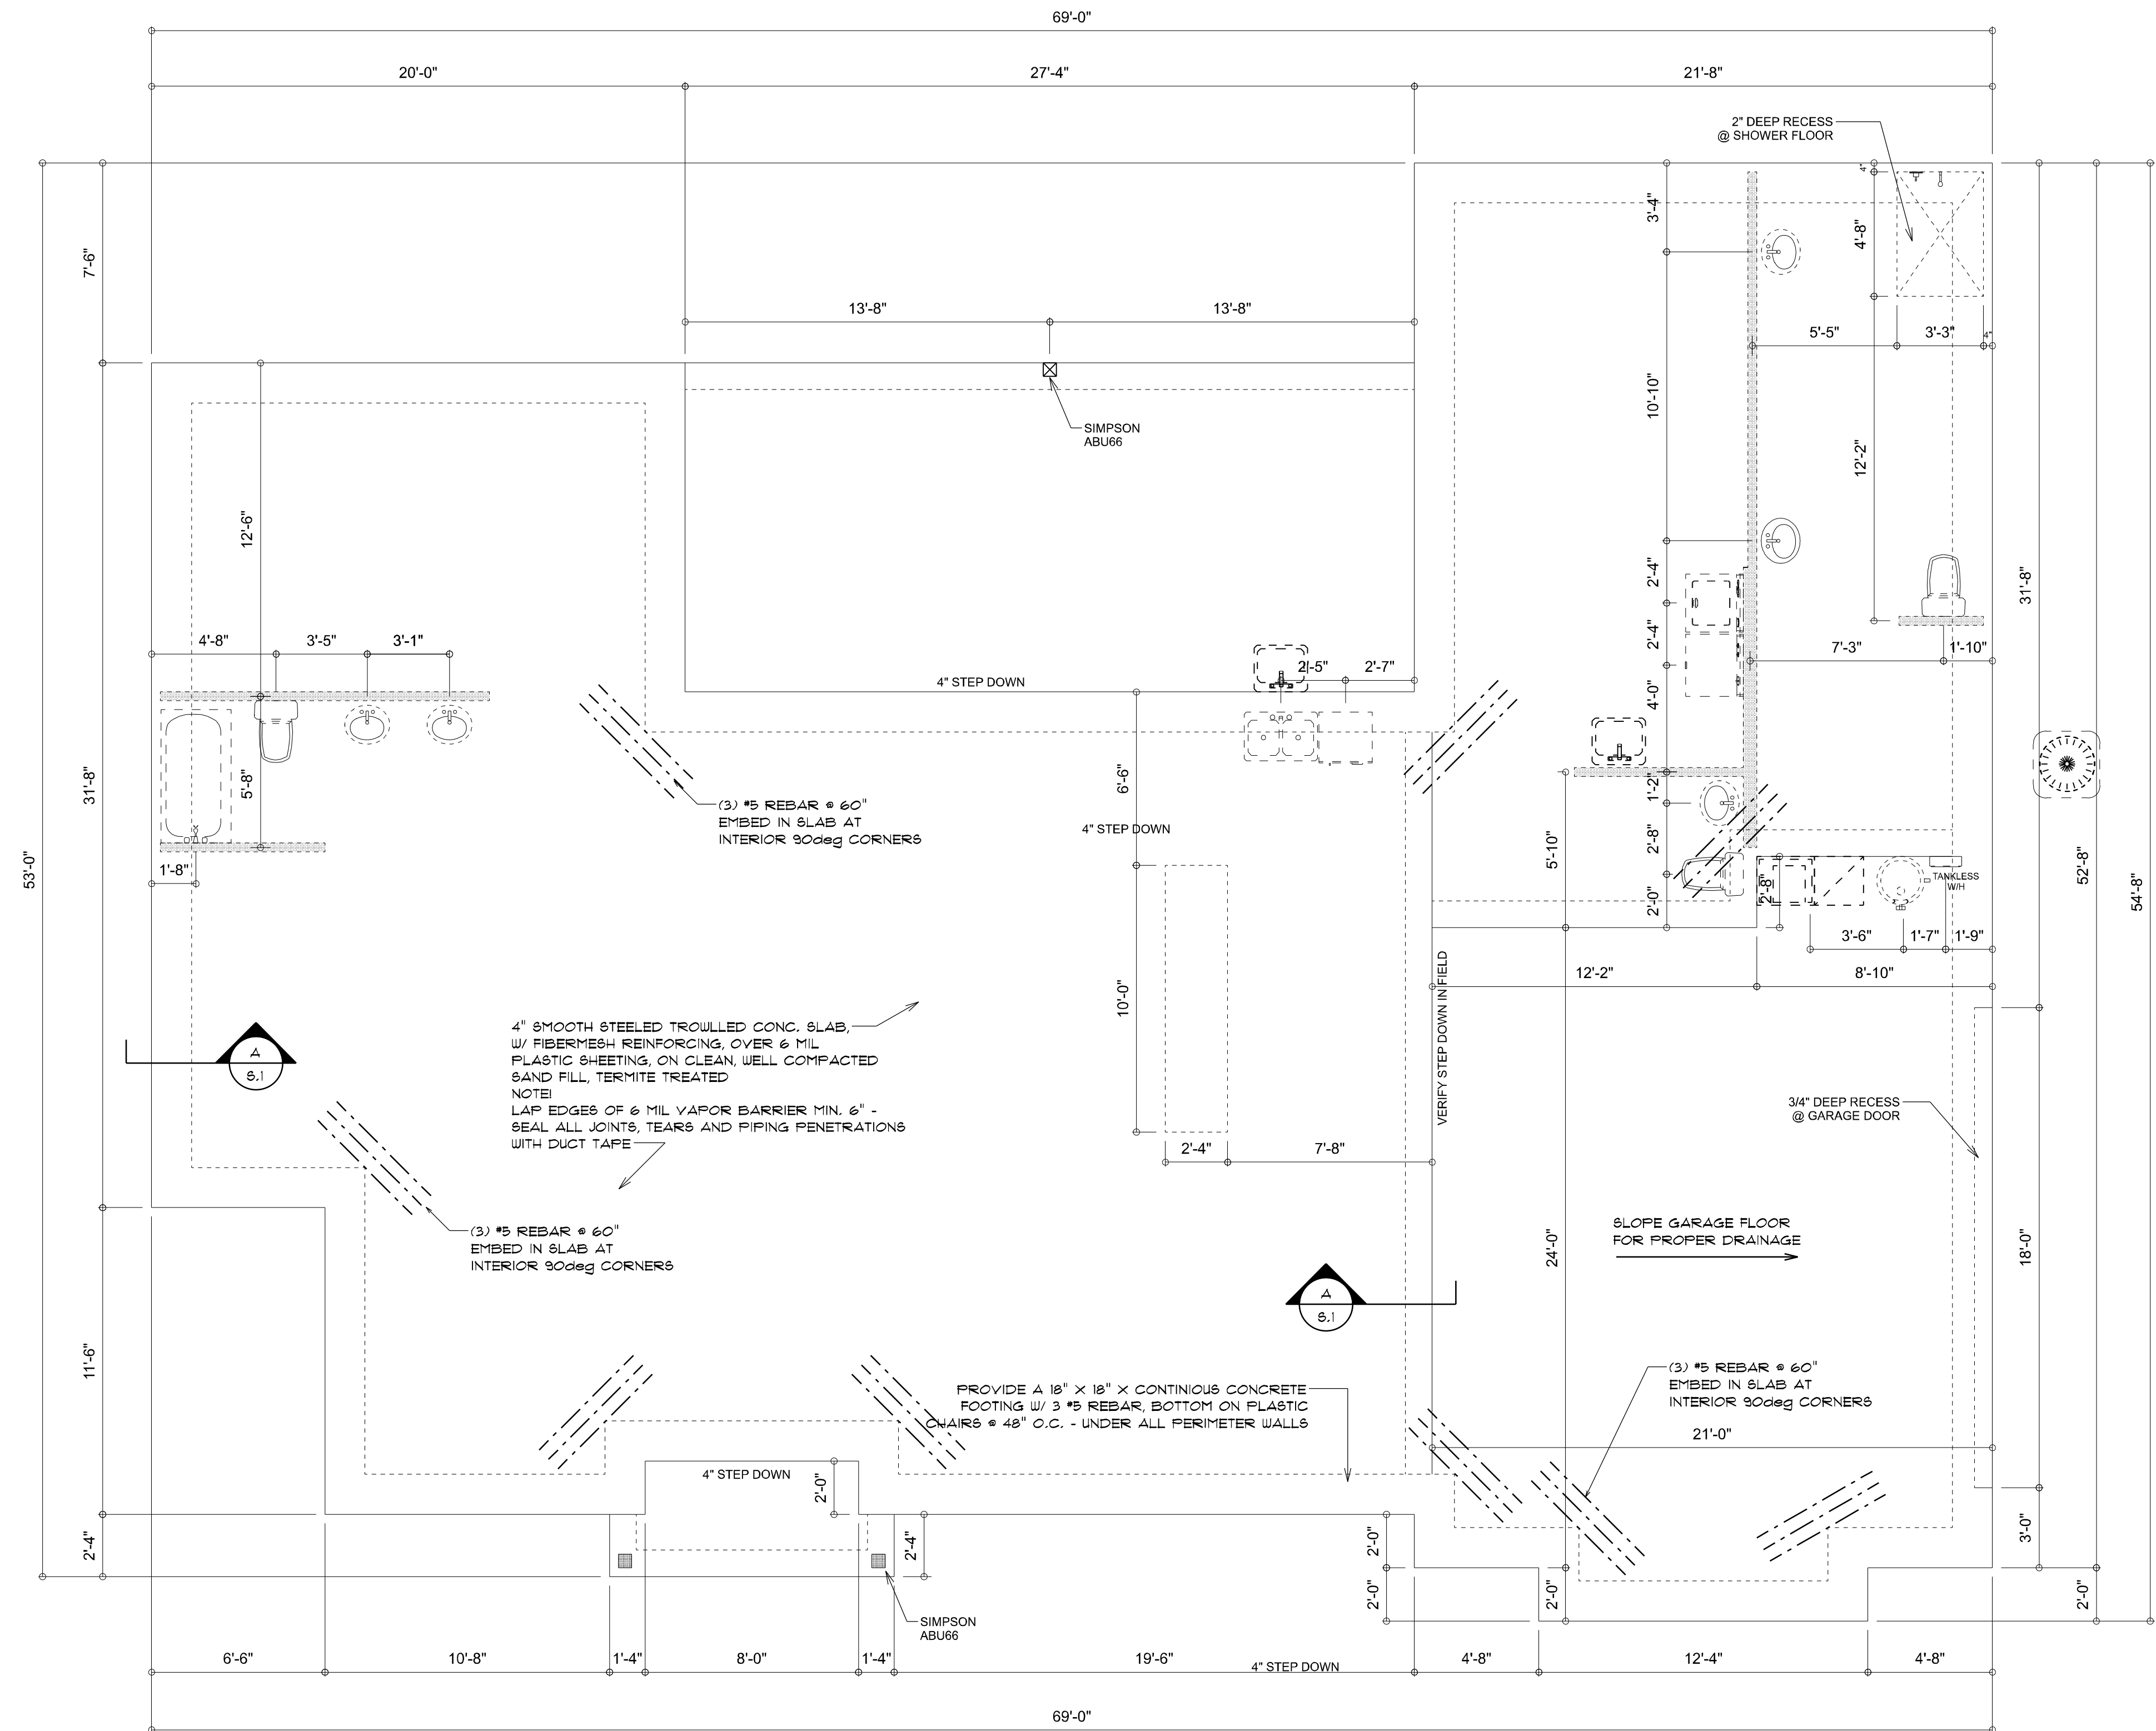 69'-0"
20'-0"
27'-4"
21'-8"
2" DEEP RECESS
@ SHOWER FLOOR
4"
3'-4"
4'-8"
7'-6"
13'-8"
13'-8"
5'-5"
3'-3"
4"
10'-10"
SIMPSON
ABU66
12'-2"
12'-6"
2'-4"
31'-8"
4'-8"
3'-5"
3'-1"
2'-4"
7'-3"
1'-10"
2'-5"
2'-7"
4" STEP DOWN
4'-0"
31'-8"
5'-8"
6'-6"
1'-2"
(3) #5 REBAR @ 60"
EMBED IN SLAB AT
INTERIOR 90deg CORNERS
4" STEP DOWN
5'-10"
2'-8"
53'-0"
52'-8"
54'-8"
1'-8"
2'-0"
2'-8"
TANKLESS
W/H
3'-6"
1'-7"
1'-9"
12'-2"
8'-10"
10'-0"
VERIFY STEP DOWN IN FIELD
4" SMOOTH STEELED TROWLLED CONC. SLAB,
W/ FIBERMESH REINFORCING, OVER 6 MIL
PLASTIC SHEETING, ON CLEAN, WELL COMPACTED
SAND FILL, TERMITE TREATED
NOTE!
LAP EDGES OF 6 MIL VAPOR BARRIER MIN. 6" -
SEAL ALL JOINTS, TEARS AND PIPING PENETRATIONS
WITH DUCT TAPE
A
S.1
3/4" DEEP RECESS
@ GARAGE DOOR
2'-4"
7'-8"
(3) #5 REBAR @ 60"
EMBED IN SLAB AT
INTERIOR 90deg CORNERS
SLOPE GARAGE FLOOR
FOR PROPER DRAINAGE
24'-0"
18'-0"
A
S.1
11'-6"
PROVIDE A 18" X 18" X CONTINIOUS CONCRETE
FOOTING W/ 3 #5 REBAR, BOTTOM ON PLASTIC
CHAIRS @ 48" O.C. - UNDER ALL PERIMETER WALLS
(3) #5 REBAR @ 60"
EMBED IN SLAB AT
INTERIOR 90deg CORNERS
21'-0"
4" STEP DOWN
2'-0"
2'-4"
2'-4"
2'-0"
3'-0"
2'-0"
2'-0"
2'-0"
SIMPSON
ABU66
6'-6"
10'-8"
1'-4"
8'-0"
1'-4"
19'-6"
4" STEP DOWN
4'-8"
12'-4"
4'-8"
69'-0"